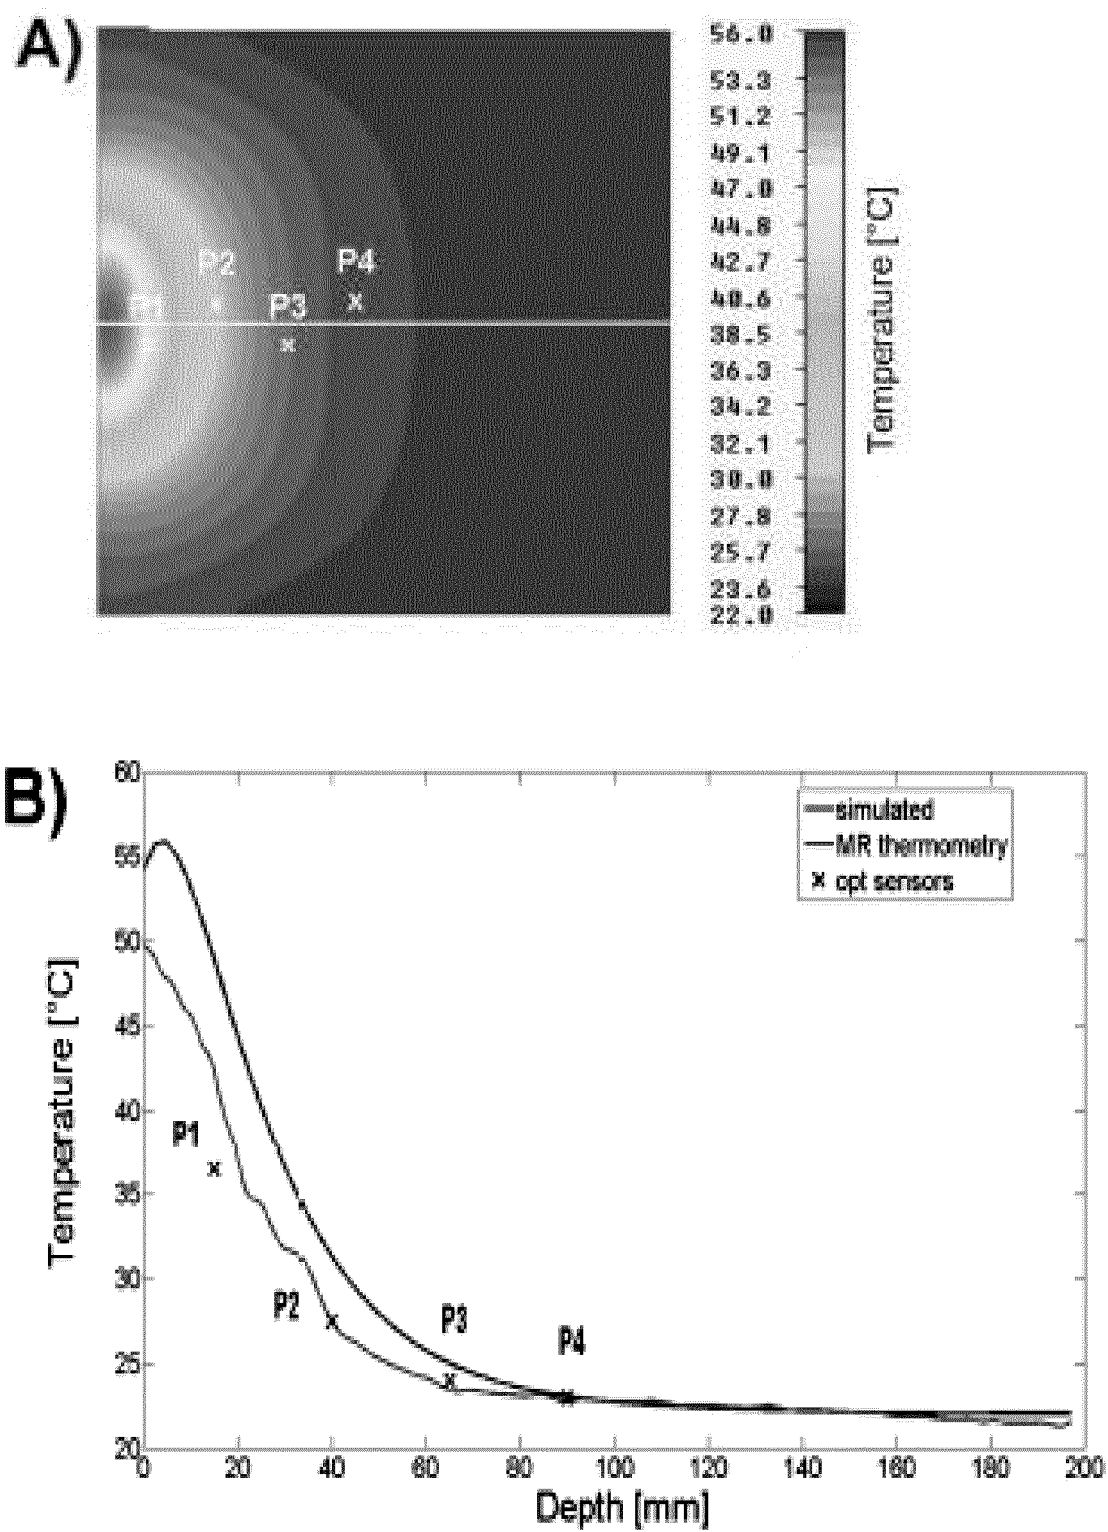 A)
P1
P2
P3
P4
56.0
53.3
51.2
49.1
47.0
44.8
42.7
40.6
38.5
36.3
34.2
32.1
30.0
27.8
25.7
23.6
22.0
Temperature [°C]
B)
60
55
50
45
40
35
30
25
20
Temperature [°C]
simulated
MR thermometry
opt sensors
P1
P2
P3
P4
0 20 40 60 80 100 120 140 160 180 200
Depth [mm]